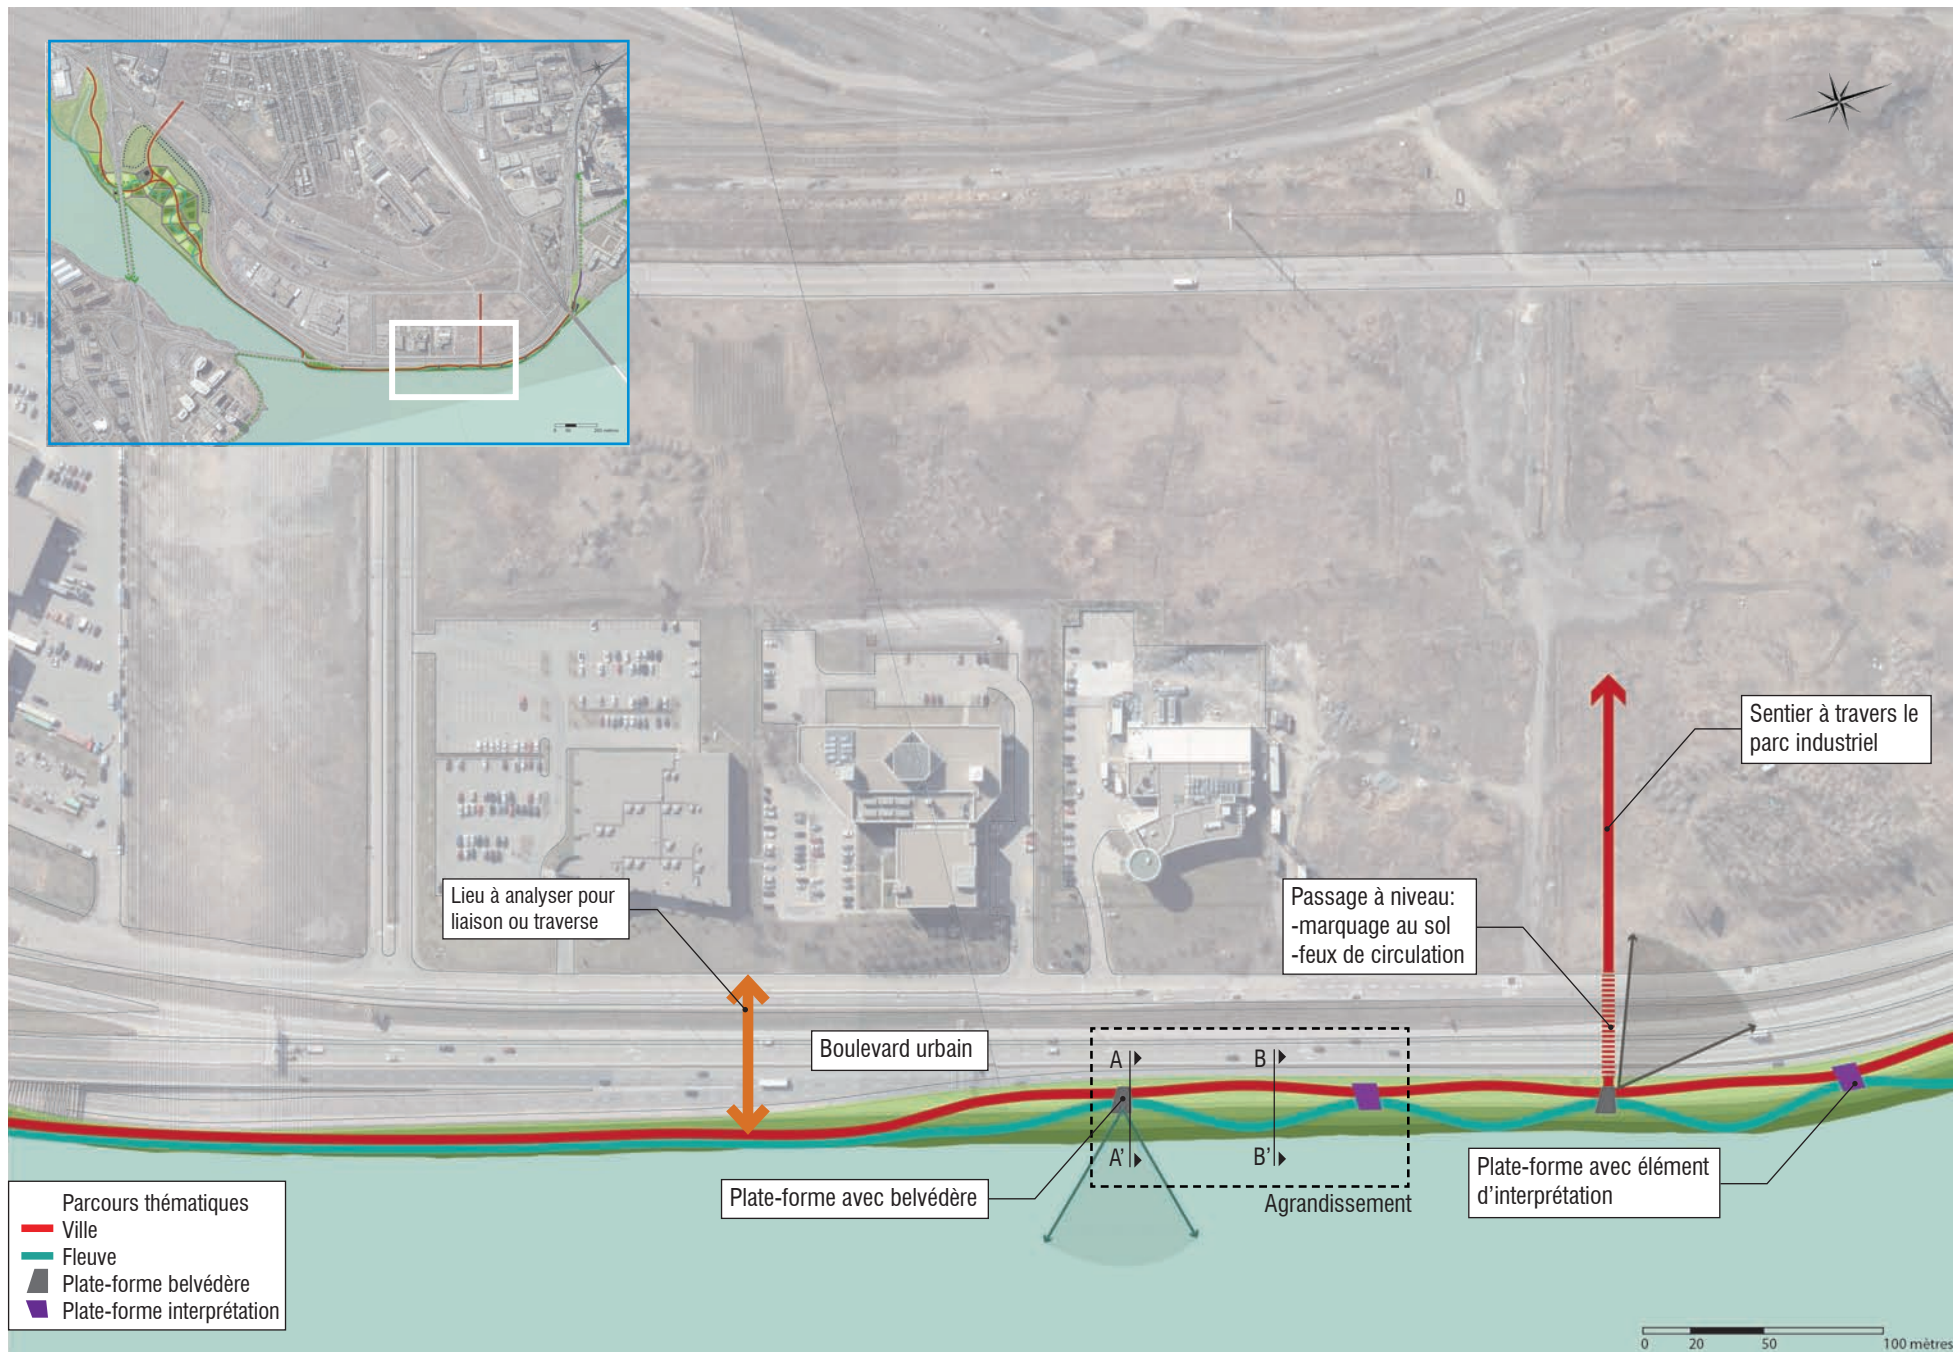 Sentier à travers le
parc industriel
Lieu à analyser pour
liaison ou traverse
Passage à niveau:
-marquage au sol
-feux de circulation
Boulevard urbain
A
B
A'
B'
Plate-forme avec belvédère
Agrandissement
Plate-forme avec élément
d'interprétation
Parcours thématiques
Ville
Fleuve
Plate-forme belvédère
Plate-forme interprétation
0 20 50 100 mètres